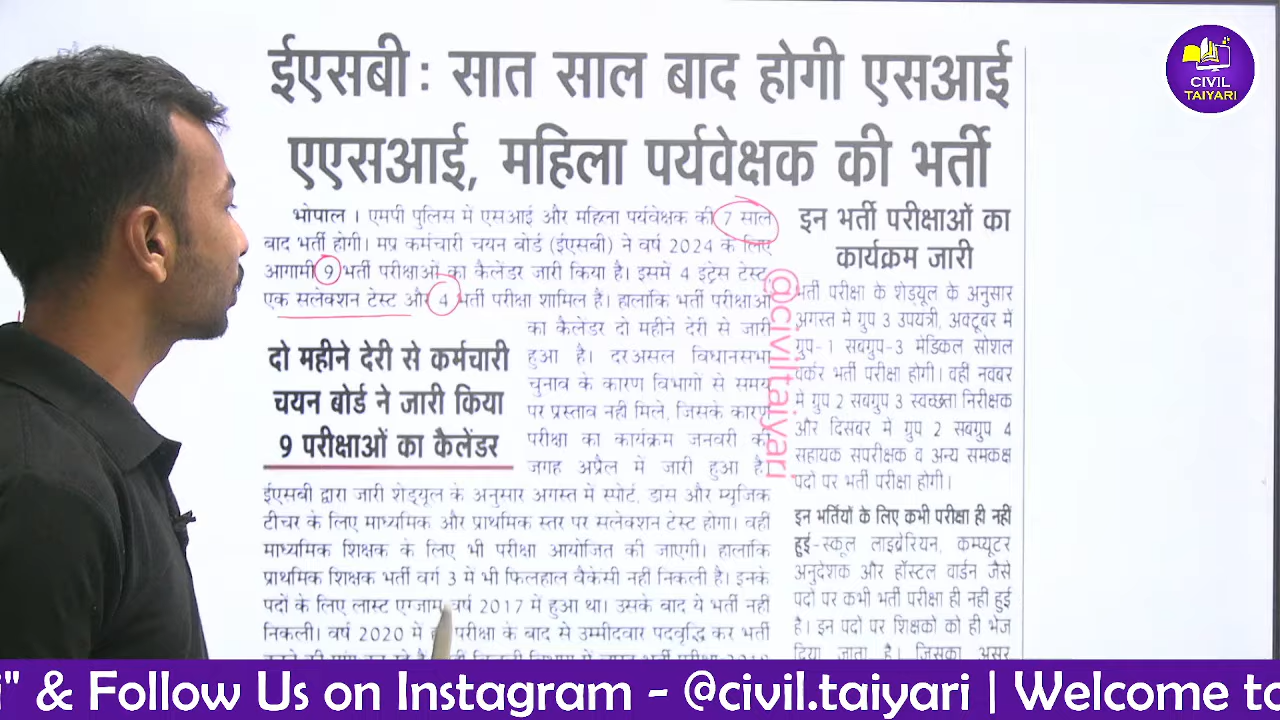 ईएसबी: सात साल बाद होगी एसआई
एएसआई, महिला पर्यवेक्षक की भर्ती
भोपाल। एमपी पुलिस में एसआई और महिला पर्यवेक्षक की 7 साल
बाद भर्ती होगी। मप्र कर्मचारी चयन बोर्ड (ईएसबी) ने वर्ष 2024 के लिए
आगामी 9 भर्ती परीक्षाओं का कैलेंडर जारी किया है। इसमें 4 इंट्रेंस टेस्ट,
एक सलेक्शन टेस्ट और 4 भर्ती परीक्षा शामिल है। हालांकि भर्ती परीक्षाओं
का कैलेंडर दो महीने देरी से जारी
हुआ है। दरअसल विधानसभा
चुनाव के कारण विभागों से समय
पर प्रस्ताव नहीं मिले, जिसके कारण
परीक्षा का कार्यक्रम जनवरी की
जगह अप्रैल में जारी हुआ है।
दो महीने देरी से कर्मचारी
चयन बोर्ड ने जारी किया
9 परीक्षाओं का कैलेंडर
ईएसबी द्वारा जारी शेड्यूल के अनुसार अगस्त में स्पोर्ट, डांस और म्यूजिक
टीचर के लिए माध्यमिक और प्राथमिक स्तर पर सलेक्शन टेस्ट होगा। वहीं
माध्यमिक शिक्षक के लिए भी परीक्षा आयोजित की जाएगी। हालांकि
प्राथमिक शिक्षक भर्ती वर्ग 3 में भी फिलहाल वैकेंसी नहीं निकली है। इनके
पदों के लिए लास्ट एग्जाम वर्ष 2017 में हुआ था। उसके बाद ये भर्ती नहीं
निकली। वर्ष 2020 में परीक्षा के बाद से उम्मीदवार पदवृद्धि कर भर्ती
इन भर्ती परीक्षाओं का
कार्यक्रम जारी
भर्ती परीक्षा के शेड्यूल के अनुसार
अगस्त में ग्रुप 3 उपयंत्री, अक्टूबर में
ग्रुप-1 सबग्रुप-3 मेडिकल सोशल
वर्कर भर्ती परीक्षा होगी। वहीं नवंबर
में ग्रुप 2 सबग्रुप 3 स्वच्छता निरीक्षक
और दिसंबर में ग्रुप 2 सबग्रुप 4
सहायक संपरीक्षक व अन्य समकक्ष
पदों पर भर्ती परीक्षा होगी।
इन भर्तियों के लिए कभी परीक्षा ही नहीं
हुई-स्कूल लाइब्रेरियन, कम्प्यूटर
अनुदेशक और हॉस्टल वार्डन जैसे
पदों पर कभी भर्ती परीक्षा ही नहीं हुई
है। इन पदों पर शिक्षकों को ही भेज
दिया जाता है। जिसका असर
@civiltaiyari
CIVIL
TAIYARI
i" & Follow Us on Instagram - @civil.taiyari | Welcome to